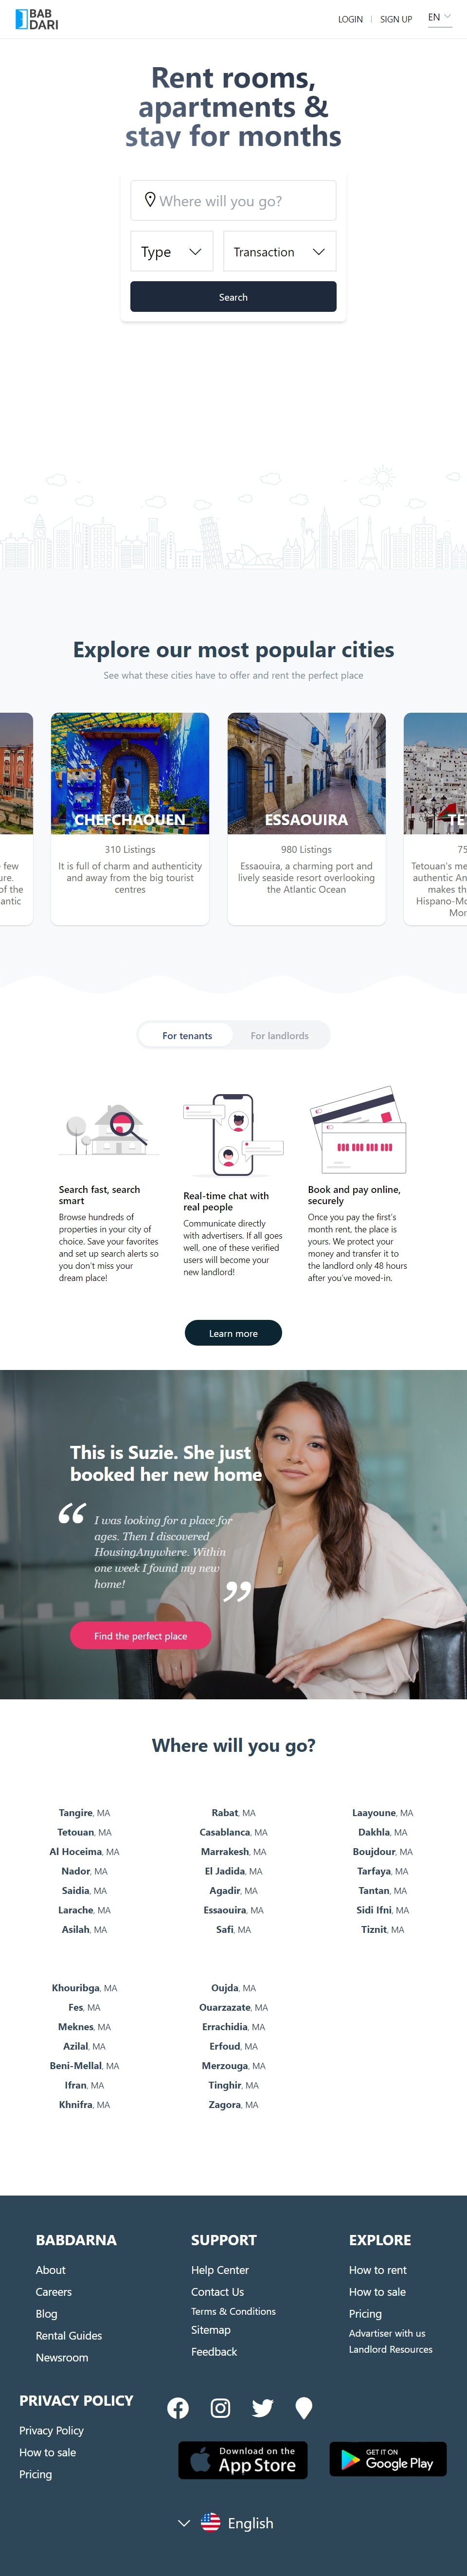 BAB
DARI
LOGIN
SIGN UP
EN
Rent rooms,
apartments &
stay for months
Where will you go?
Type
Transaction
Search
Explore our most popular cities
See what these cities have to offer and rent the perfect place
few
of the
antic
CHEFCHAOUEN
310 Listings
It is full of charm and authenticity
and away from the big tourist
centres
ESSAOUIRA
980 Listings
Essaouira, a charming port and
lively seaside resort overlooking
the Atlantic Ocean
TE
75
Tetouan's me
authentic An
makes th
Hispano-Mo
Mor
For tenants
For landlords
Search fast, search
smart
Browse hundreds of
properties in your city of
choice. Save your favorites
and set up search alerts so
you don't miss your
dream place!
Real-time chat with
real people
Communicate directly
with advertisers. If all goes
well, one of these verified
users will become your
new landlord!
Book and pay online,
securely
Once you pay the first's
month rent, the place is
yours. We protect your
money and transfer it to
the landlord only 48 hours
after you've moved-in.
Learn more
This is Suzie. She just
booked her new home
“ I was looking for a place for
ages. Then I discovered
HousingAnywhere. Within
one week I found my new
home! ”
Find the perfect place
Where will you go?
Tangire, MA
Tetouan, MA
Al Hoceima, MA
Nador, MA
Saidia, MA
Larache, MA
Asilah, MA
Rabat, MA
Casablanca, MA
Marrakesh, MA
El Jadida, MA
Agadir, MA
Essaouira, MA
Safi, MA
Laayoune, MA
Dakhla, MA
Boujdour, MA
Tarfaya, MA
Tantan, MA
Sidi Ifni, MA
Tiznit, MA
Khouribga, MA
Fes, MA
Meknes, MA
Azilal, MA
Beni-Mellal, MA
Ifran, MA
Khnifra, MA
Oujda, MA
Ouarzazate, MA
Errachidia, MA
Erfoud, MA
Merzouga, MA
Tinghir, MA
Zagora, MA
BABDARNA
About
Careers
Blog
Rental Guides
Newsroom
SUPPORT
Help Center
Contact Us
Terms & Conditions
Sitemap
Feedback
EXPLORE
How to rent
How to sale
Pricing
Advertiser with us
Landlord Resources
PRIVACY POLICY
Privacy Policy
How to sale
Pricing
Download on the
App Store
GET IT ON
Google Play
English